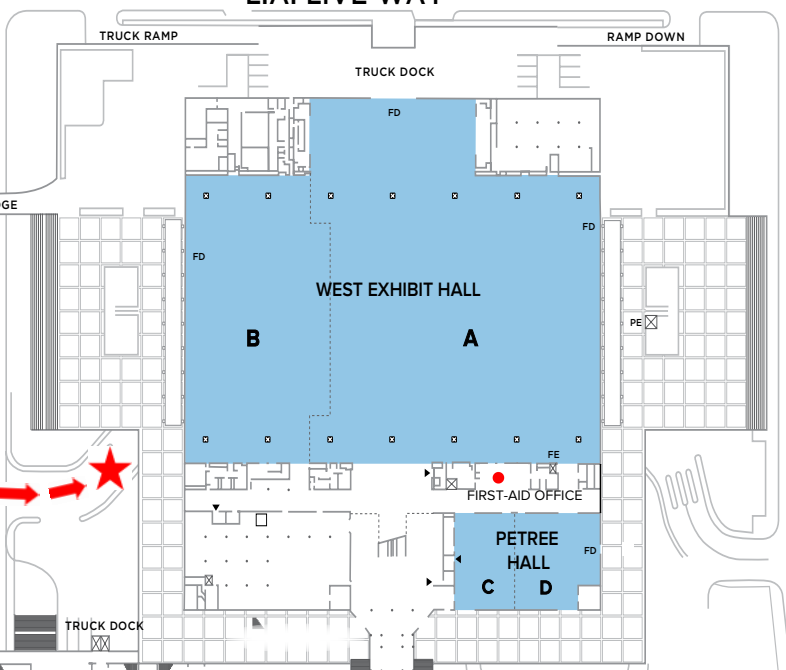 TRUCK RAMP
RAMP DOWN
TRUCK DOCK
FD
FD
FD
WEST EXHIBIT HALL
PE
B
A
FE
FIRST-AID OFFICE
PETREE
HALL
FD
C
D
TRUCK DOCK